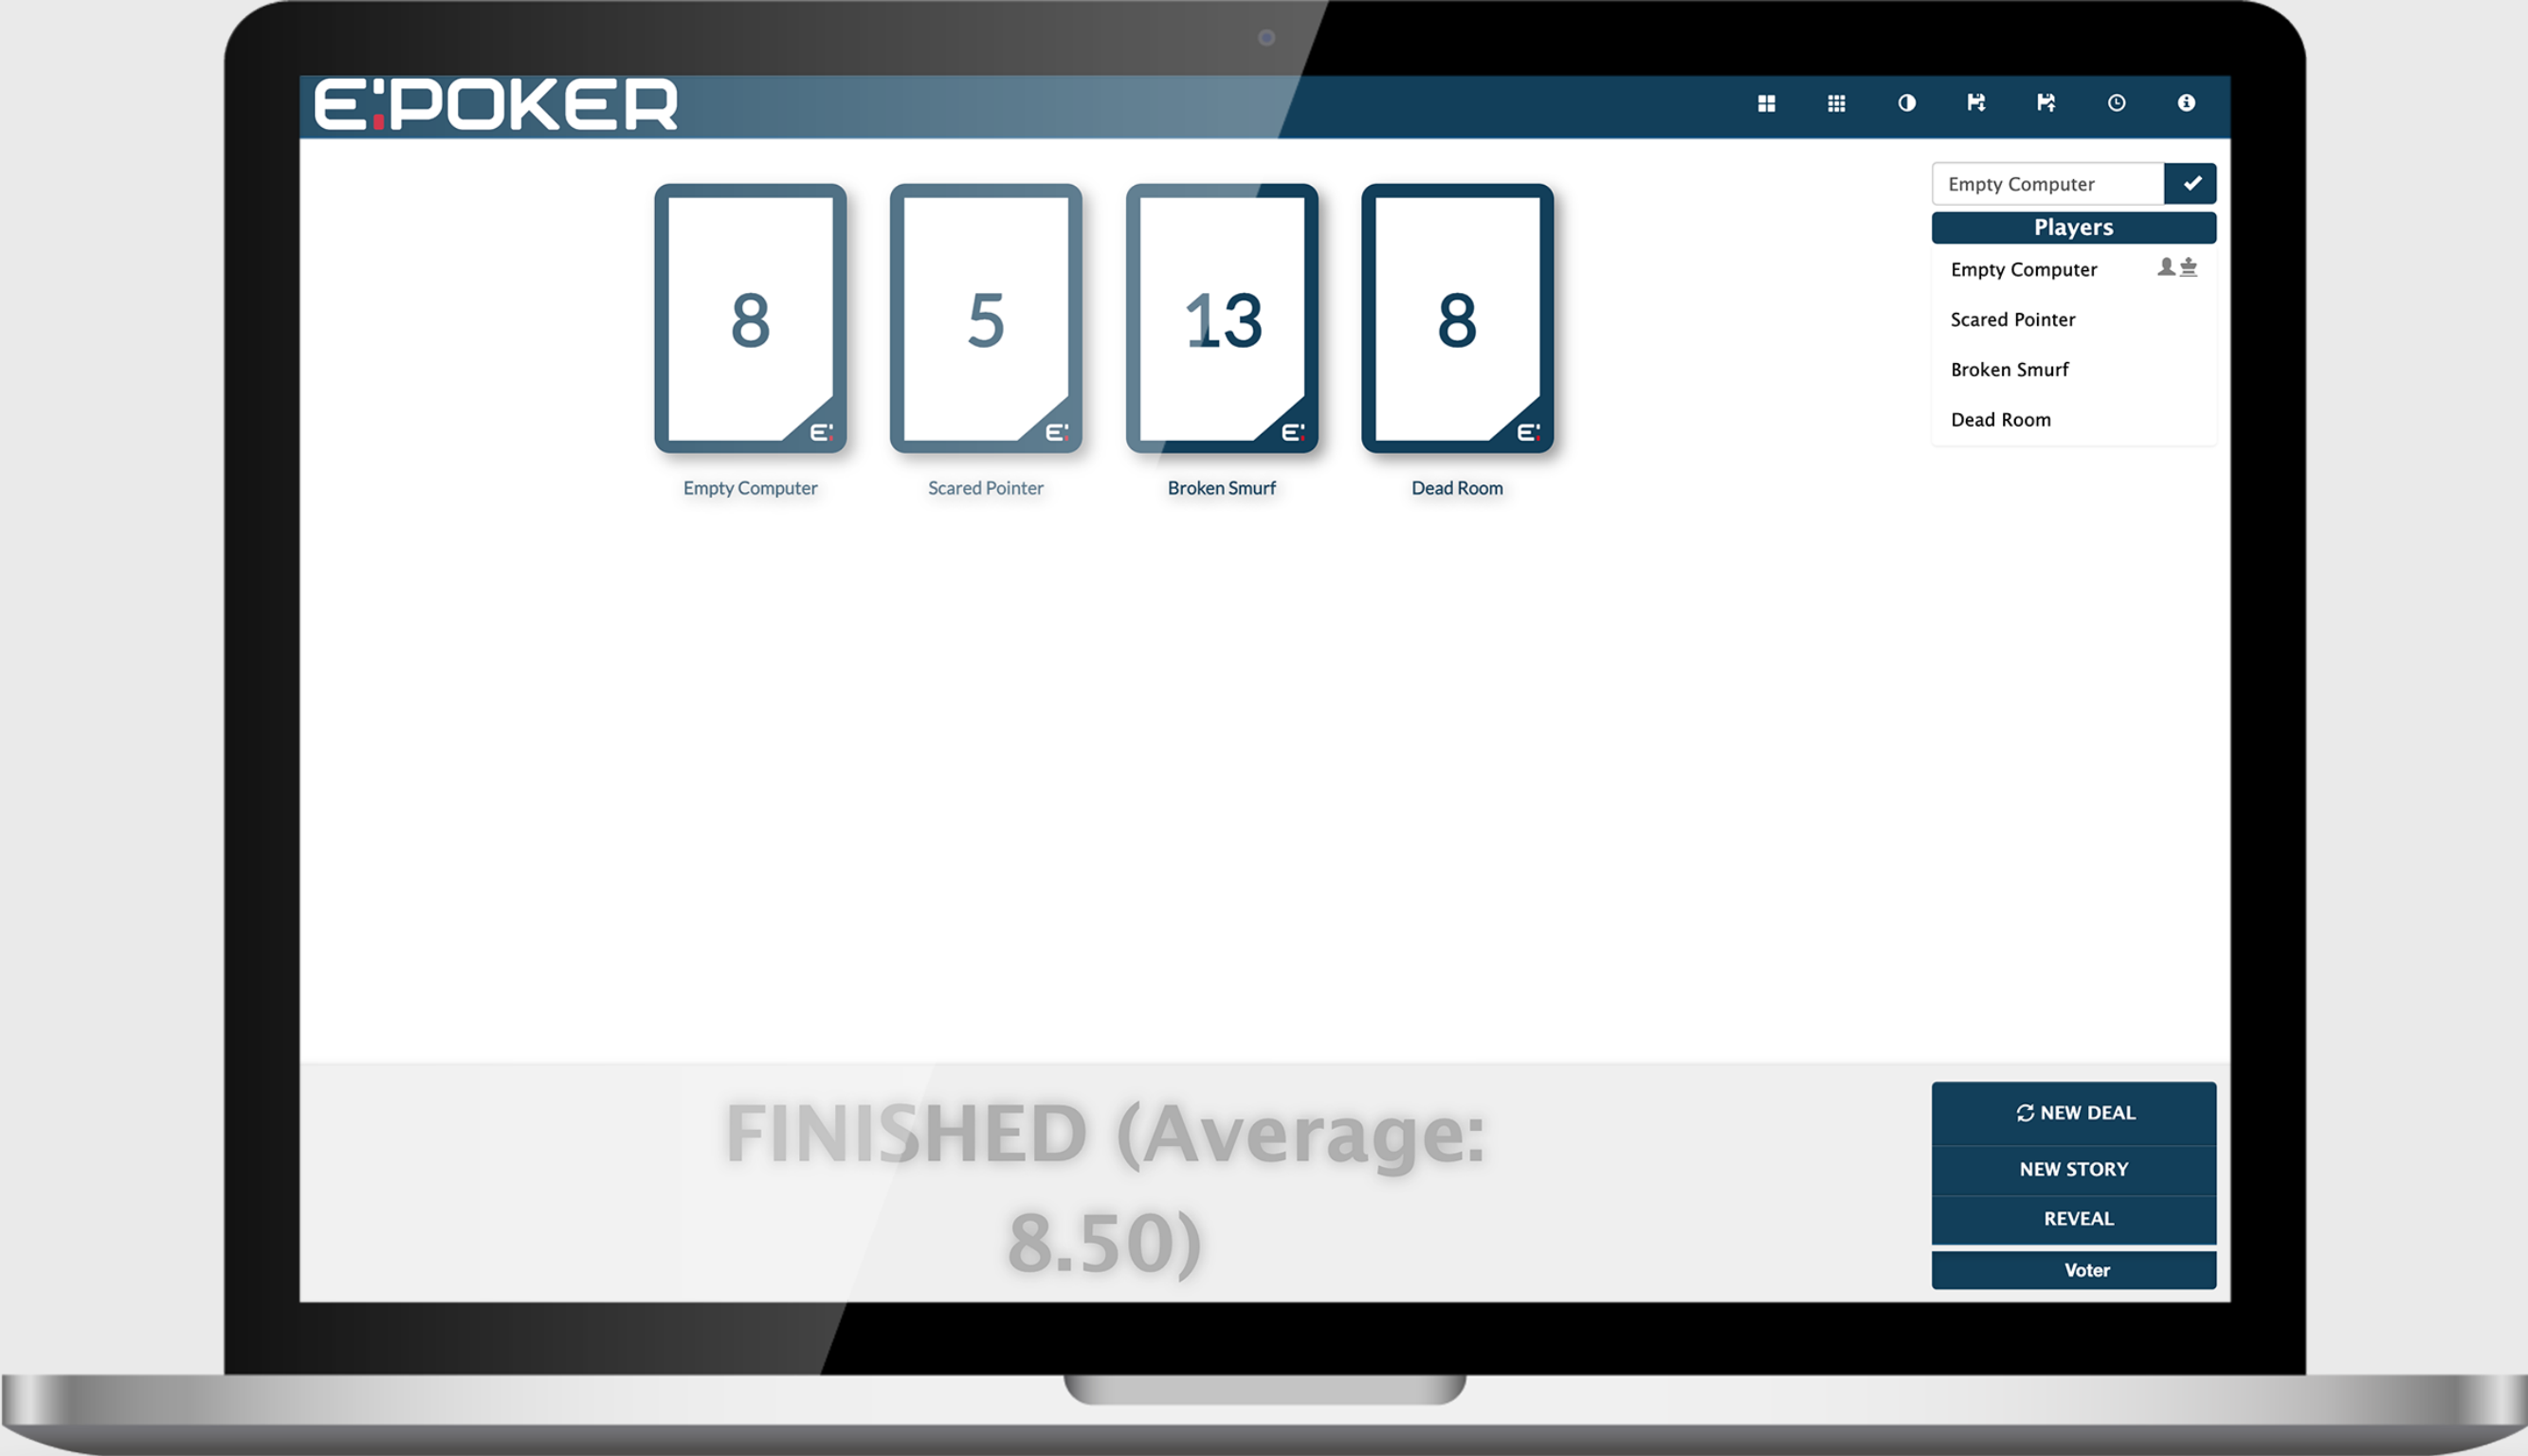 E:POKER
8
5
13
8
E:
E:
E:
E:
Empty Computer
Scared Pointer
Broken Smurf
Dead Room
Empty Computer
Players
Empty Computer
Scared Pointer
Broken Smurf
Dead Room
FINISHED (Average:
8.50)
NEW DEAL
NEW STORY
REVEAL
Voter